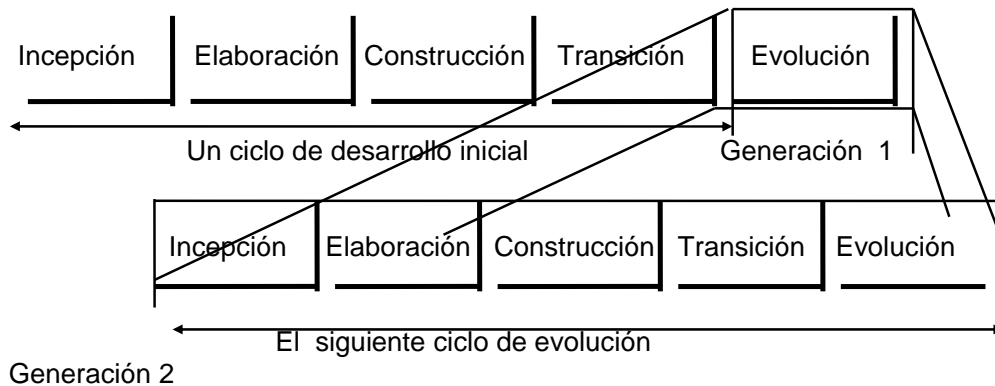 Incepción Elaboración Construcción Transición Evolución
Un ciclo de desarrollo inicial Generación 1
Incepción Elaboración Construcción Transición Evolución
El siguiente ciclo de evolución
Generación 2